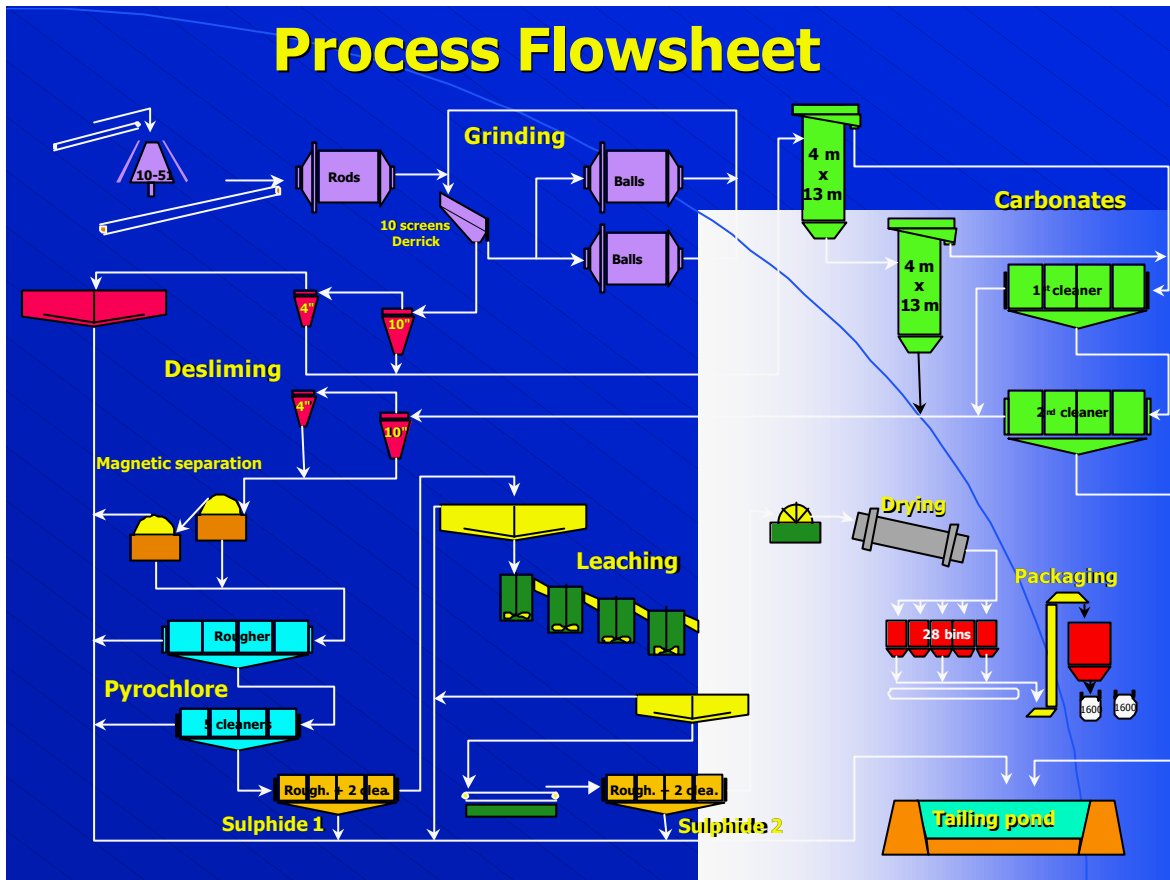 Process Flowsheet
Grinding
10-51
Rods
Balls
10 screens
Derrick
Balls
4 m
x
13 m
4 m
x
13 m
Carbonates
1st cleaner
2nd cleaner
4"
10"
Desliming
4"
10"
Magnetic separation
Rougher
Pyrochlore
5 cleaners
Rough. + 2 clea.
Sulphide 1
Leaching
Rough. + 2 clea.
Sulphide 2
Drying
Packaging
28 bins
1600
1600
Tailing pond